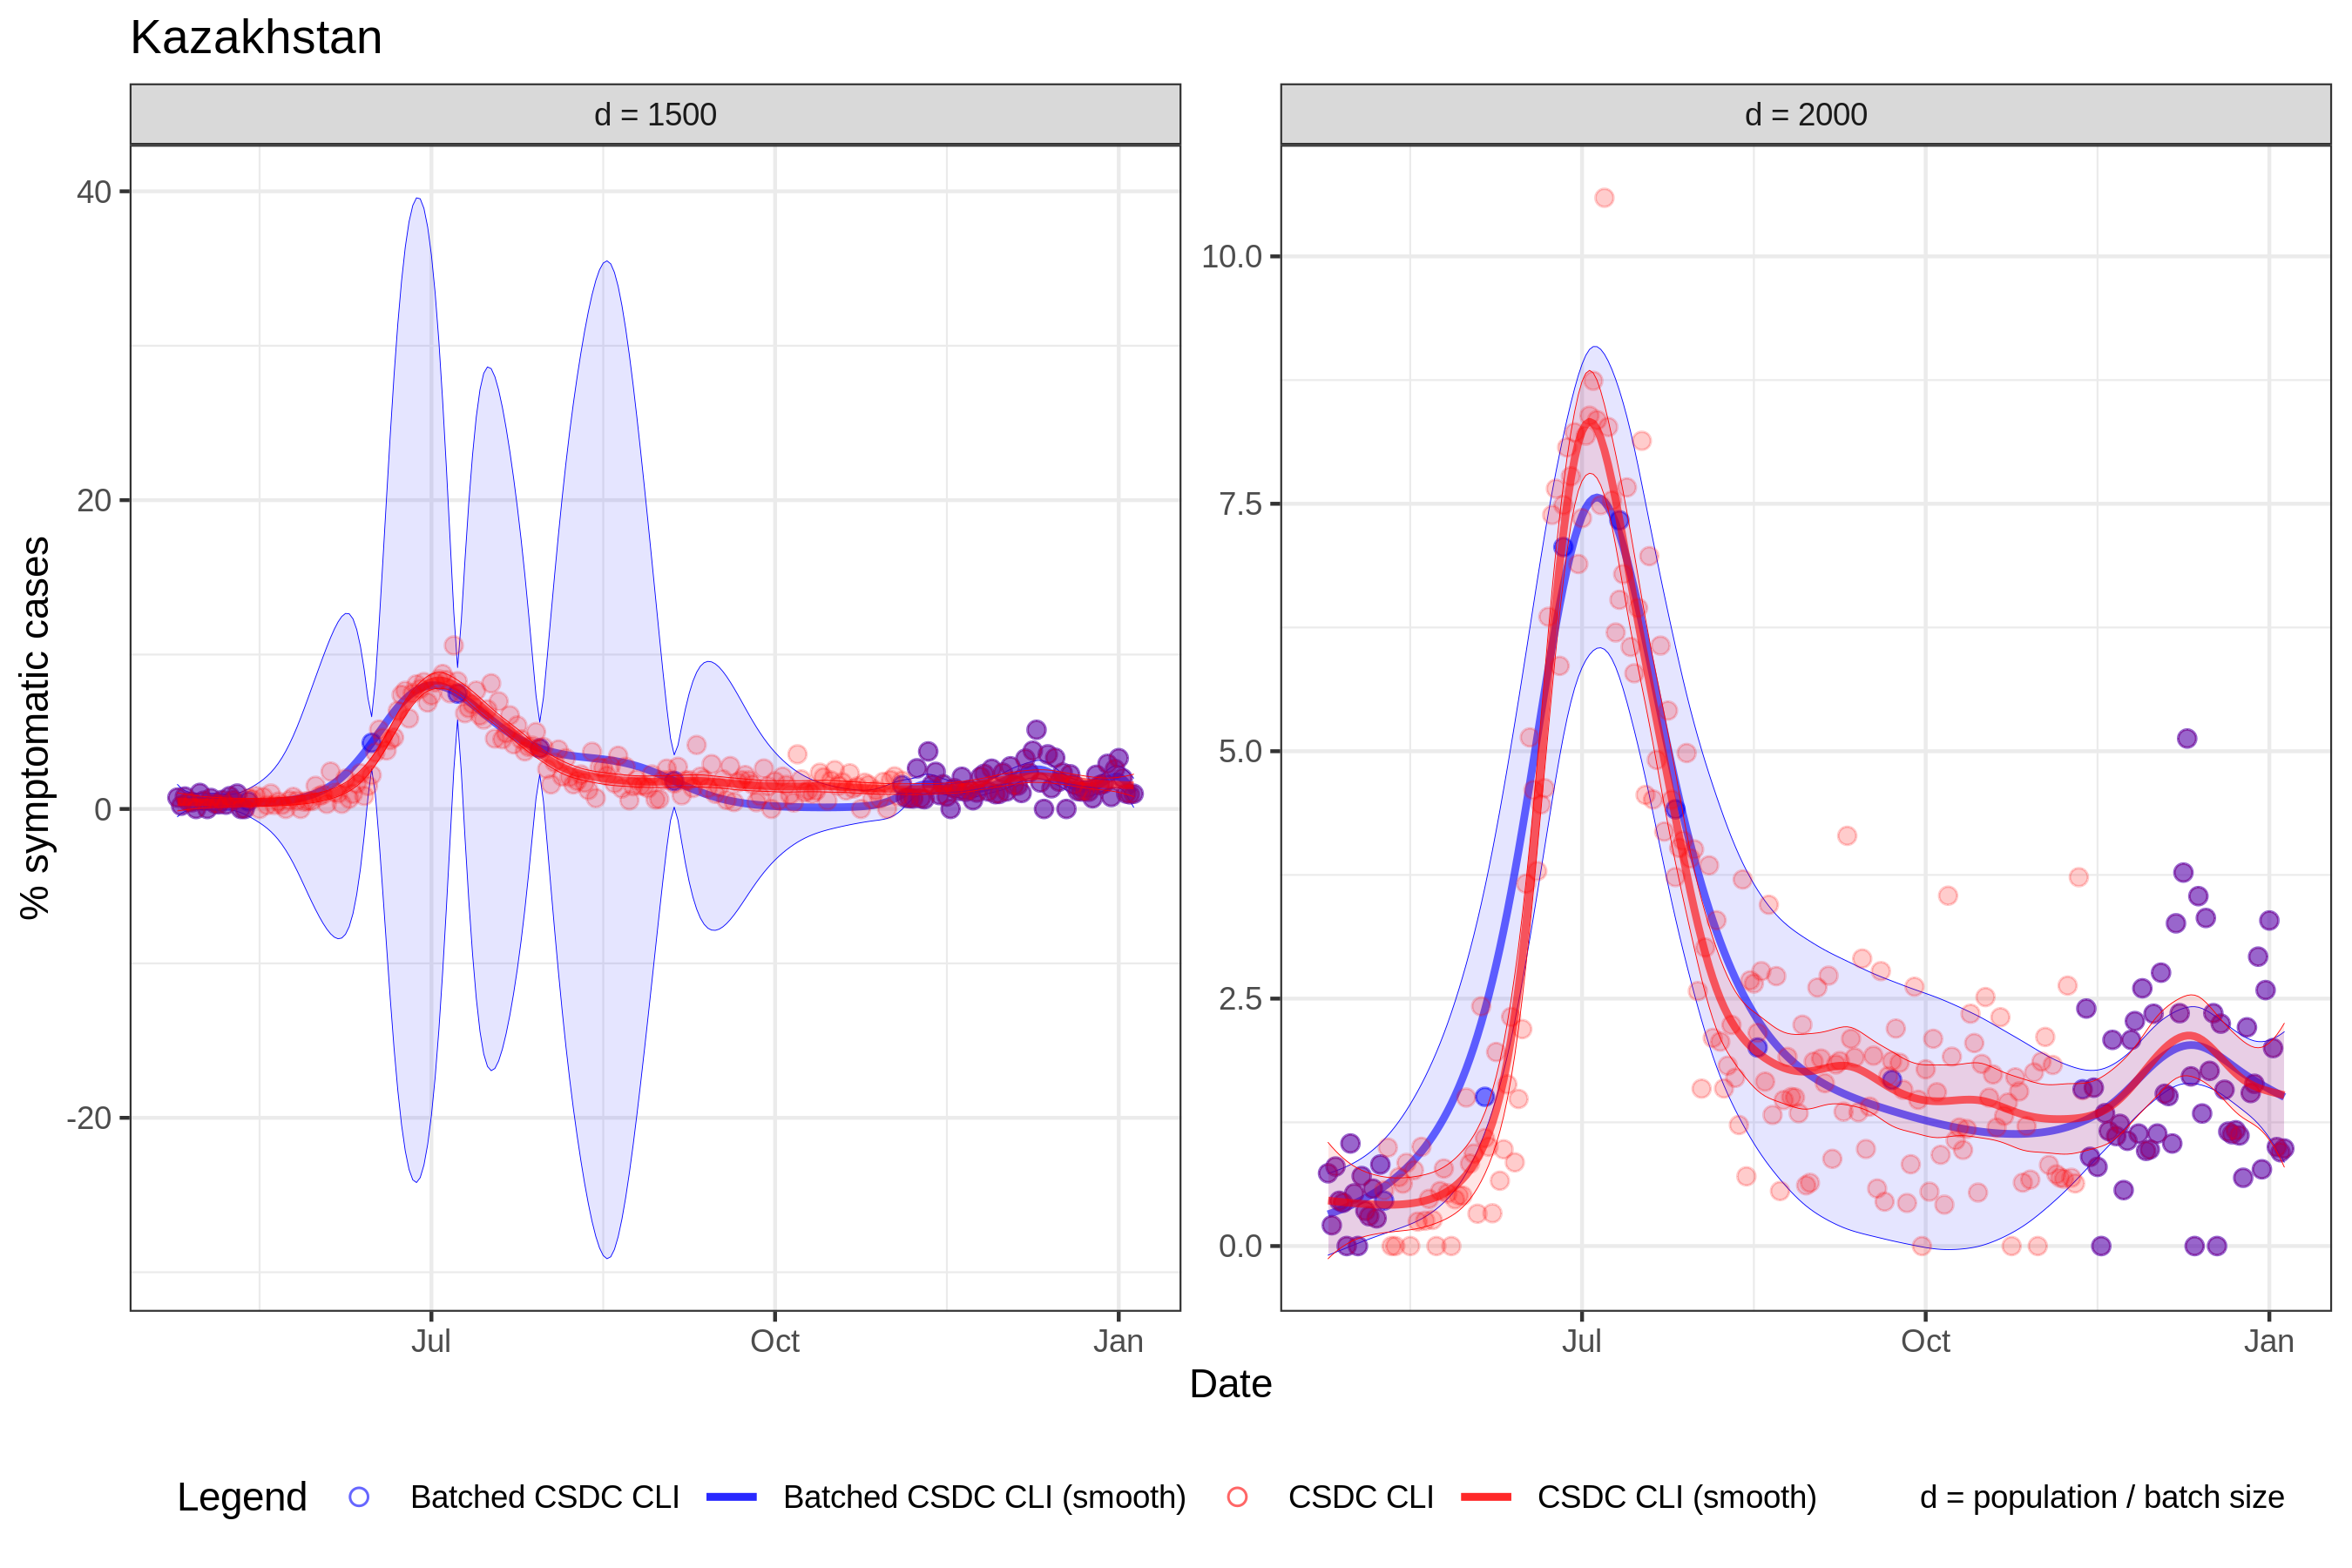 Kazakhstan
d = 1500
d = 2000
% symptomatic cases
40
20
0
-20
10.0
7.5
5.0
2.5
0.0
Jul
Oct
Jan
Jul
Oct
Jan
Date
Legend
Batched CSDC CLI
Batched CSDC CLI (smooth)
CSDC CLI
CSDC CLI (smooth)
d = population / batch size